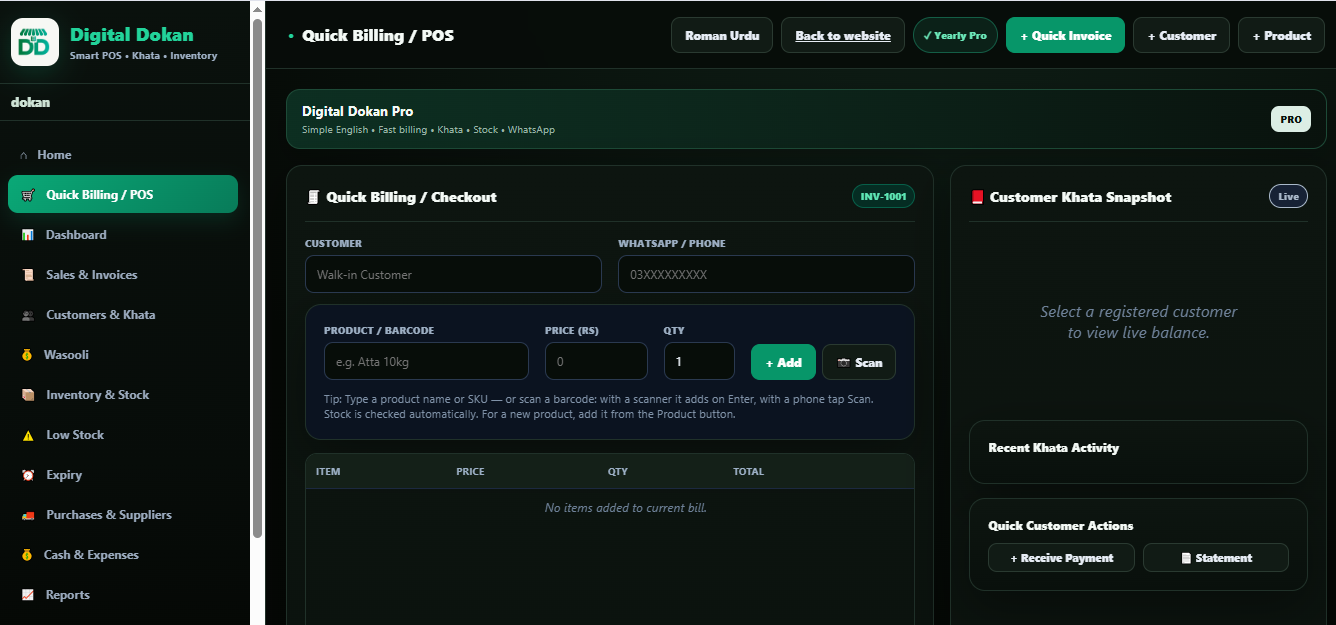 Digital Dokan
Smart POS • Khata • Inventory
dokan
Home
Quick Billing / POS
Dashboard
Sales & Invoices
Customers & Khata
Wasooli
Inventory & Stock
Low Stock
Expiry
Purchases & Suppliers
Cash & Expenses
Reports
• Quick Billing / POS
Roman Urdu
Back to website
✓ Yearly Pro
+ Quick Invoice
+ Customer
+ Product
Digital Dokan Pro
Simple English • Fast billing • Khata • Stock • WhatsApp
PRO
Quick Billing / Checkout
INV-1001
CUSTOMER
WHATSAPP / PHONE
Walk-in Customer
03XXXXXXXXX
PRODUCT / BARCODE
PRICE (RS)
QTY
e.g. Atta 10kg
0
1
+ Add
Scan
Tip: Type a product name or SKU — or scan a barcode: with a scanner it adds on Enter, with a phone tap Scan.
Stock is checked automatically. For a new product, add it from the Product button.
ITEM PRICE QTY TOTAL
No items added to current bill.
Customer Khata Snapshot
Live
Select a registered customer
to view live balance.
Recent Khata Activity
Quick Customer Actions
+ Receive Payment
Statement